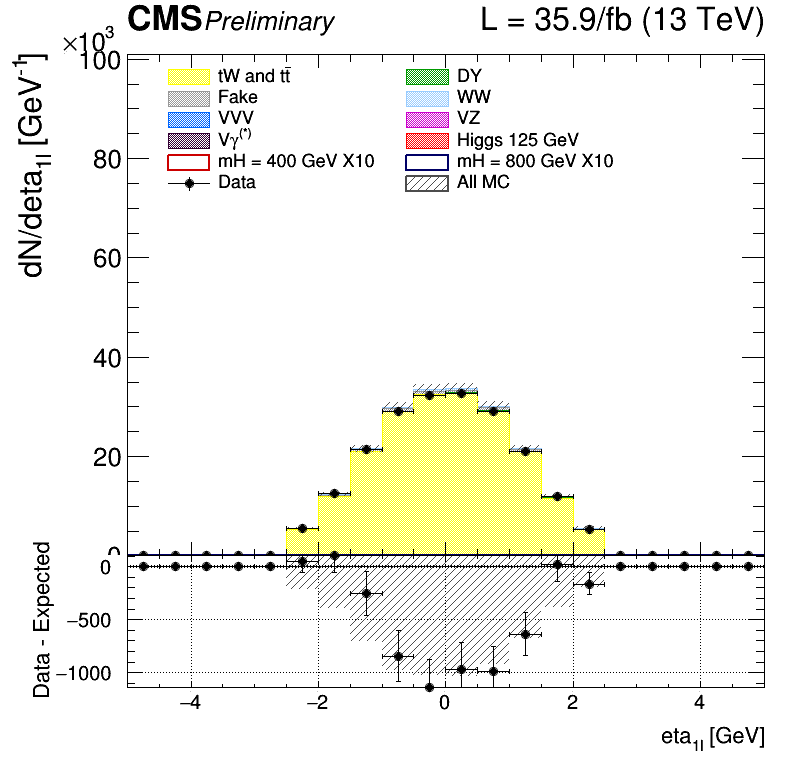 CMS Preliminary L = 35.9/fb (13 TeV)
×10³
dN/deta1l [GeV⁻¹]
100
80
60
40
20
0
tW and tt̄ DY
Fake WW
VVV VZ
Vγ(*) Higgs 125 GeV
mH = 400 GeV X10 mH = 800 GeV X10
Data All MC
Data - Expected
0
−500
−1000
−4 −2 0 2 4
eta1l [GeV]